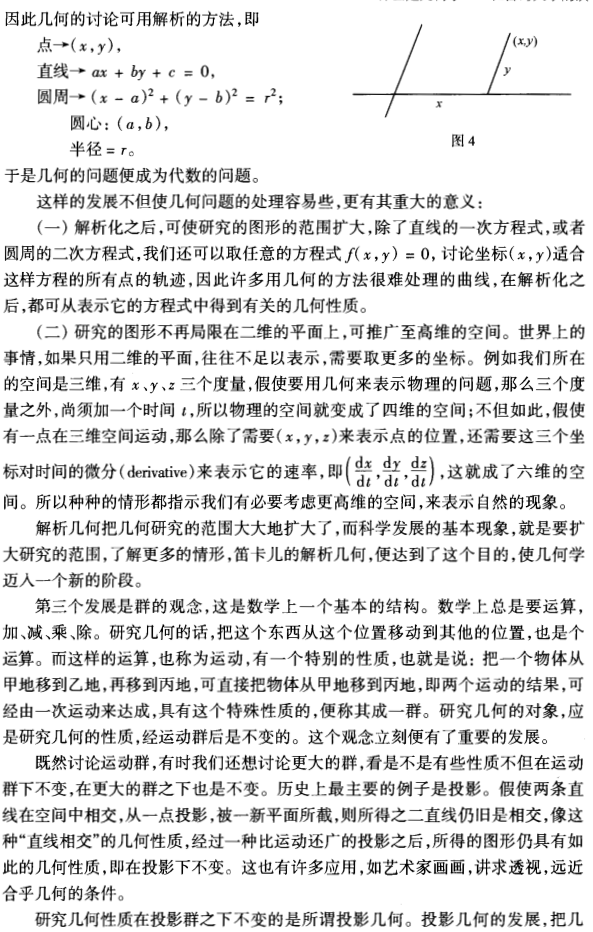 因此几何的讨论可用解析的方法,即
点→(x,y),
直线→ ax + by + c = 0,
圆周→ (x - a)² + (y - b)² = r²;
圆心: (a,b),
半径 = r。
(x,y)
y
x
图 4
于是几何的问题便成为代数的问题。
这样的发展不但使几何问题的处理容易些,更有其重大的意义:
(一) 解析化之后,可使研究的图形的范围扩大,除了直线的一次方程式,或者
圆周的二次方程式,我们还可以取任意的方程式 f(x,y) = 0, 讨论坐标(x,y)适合
这样方程的所有点的轨迹,因此许多用几何的方法很难处理的曲线,在解析化之
后,都可从表示它的方程式中得到有关的几何性质。
(二) 研究的图形不再局限在二维的平面上,可推广至高维的空间。世界上的
事情,如果只用二维的平面,往往不足以表示,需要取更多的坐标。例如我们所在
的空间是三维,有 x、y、z 三个度量,假使要用几何来表示物理的问题,那么三个度
量之外,尚须加一个时间 t,所以物理的空间就变成了四维的空间;不但如此,假使
有一点在三维空间运动,那么除了需要(x,y,z)来表示点的位置,还需要这三个坐
标对时间的微分(derivative)来表示它的速率,即(dx/dt, dy/dt, dz/dt),这就成了六维的空
间。所以种种的情形都指示我们有必要考虑更高维的空间,来表示自然的现象。
解析几何把几何研究的范围大大地扩大了,而科学发展的基本现象,就是要扩
大研究的范围,了解更多的情形,笛卡儿的解析几何,便达到了这个目的,使几何学
迈入一个新的阶段。
第三个发展是群的观念,这是数学上一个基本的结构。数学上总是要运算,
加、减、乘、除。研究几何的话,把这个东西从这个位置移动到其他的位置,也是个
运算。而这样的运算,也称为运动,有一个特别的性质,也就是说: 把一个物体从
甲地移到乙地,再移到丙地,可直接把物体从甲地移到丙地,即两个运动的结果,可
经由一次运动来达成,具有这个特殊性质的,便称其成一群。研究几何的对象,应
是研究几何的性质,经运动群后是不变的。这个观念立刻便有了重要的发展。
既然讨论运动群,有时我们还想讨论更大的群,看是不是有些性质不但在运动
群下不变,在更大的群之下也是不变。历史上最主要的例子是投影。假使两条直
线在空间中相交,从一点投影,被一新平面所截,则所得之二直线仍旧是相交,像这
种“直线相交”的几何性质,经过一种比运动还广的投影之后,所得的图形仍具有如
此的几何性质,即在投影下不变。这也有许多应用,如艺术家画画,讲求透视,远近
合乎几何的条件。
研究几何性质在投影群之下不变的是所谓投影几何。投影几何的发展,把几